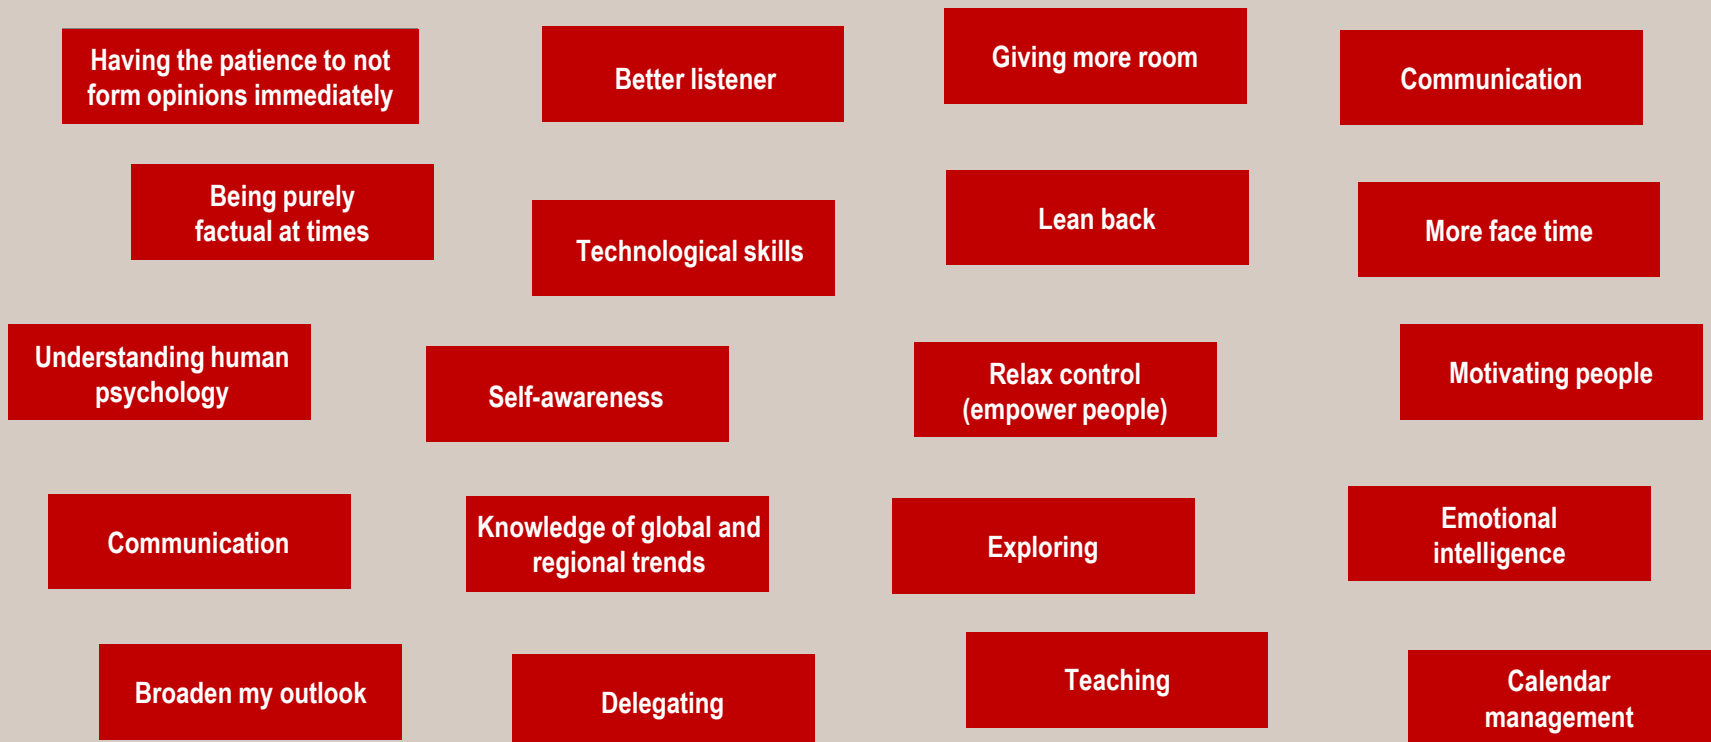 Having the patience to not
form opinions immediately
Better listener
Giving more room
Communication
Being purely
factual at times
Technological skills
Lean back
More face time
Understanding human
psychology
Self-awareness
Relax control
(empower people)
Motivating people
Communication
Knowledge of global and
regional trends
Exploring
Emotional
intelligence
Broaden my outlook
Delegating
Teaching
Calendar
management